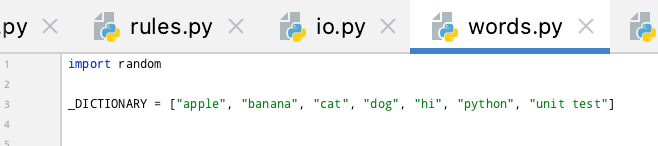 .py rules.py io.py words.py
1 import random
2
3 _DICTIONARY = ["apple", "banana", "cat", "dog", "hi", "python", "unit test"]
4
5